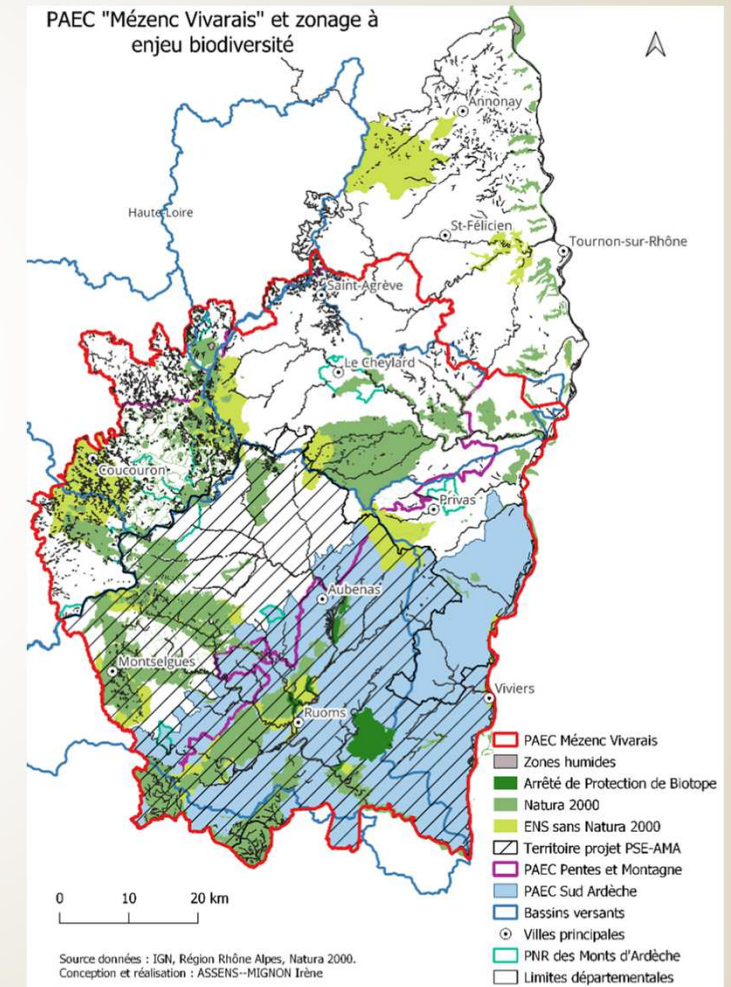 PAEC "Mézenc Vivarais" et zonage à
enjeu biodiversité
Annonay
Haute-Loire
St-Félicien
Tournon-sur-Rhône
Saint-Agrève
Le Cheylard
Coucouron
Privas
Aubenas
Montselgues
Viviers
Ruoms
PAEC Mézenc Vivarais
Zones humides
Arrêté de Protection de Biotope
Natura 2000
ENS sans Natura 2000
Territoire projet PSE-AMA
PAEC Pentes et Montagne
PAEC Sud Ardèche
Bassins versants
Villes principales
PNR des Monts d'Ardèche
Limites départementales
0 10 20 km
Source données : IGN, Région Rhône Alpes, Natura 2000.
Conception et réalisation : ASSENS--MIGNON Irène